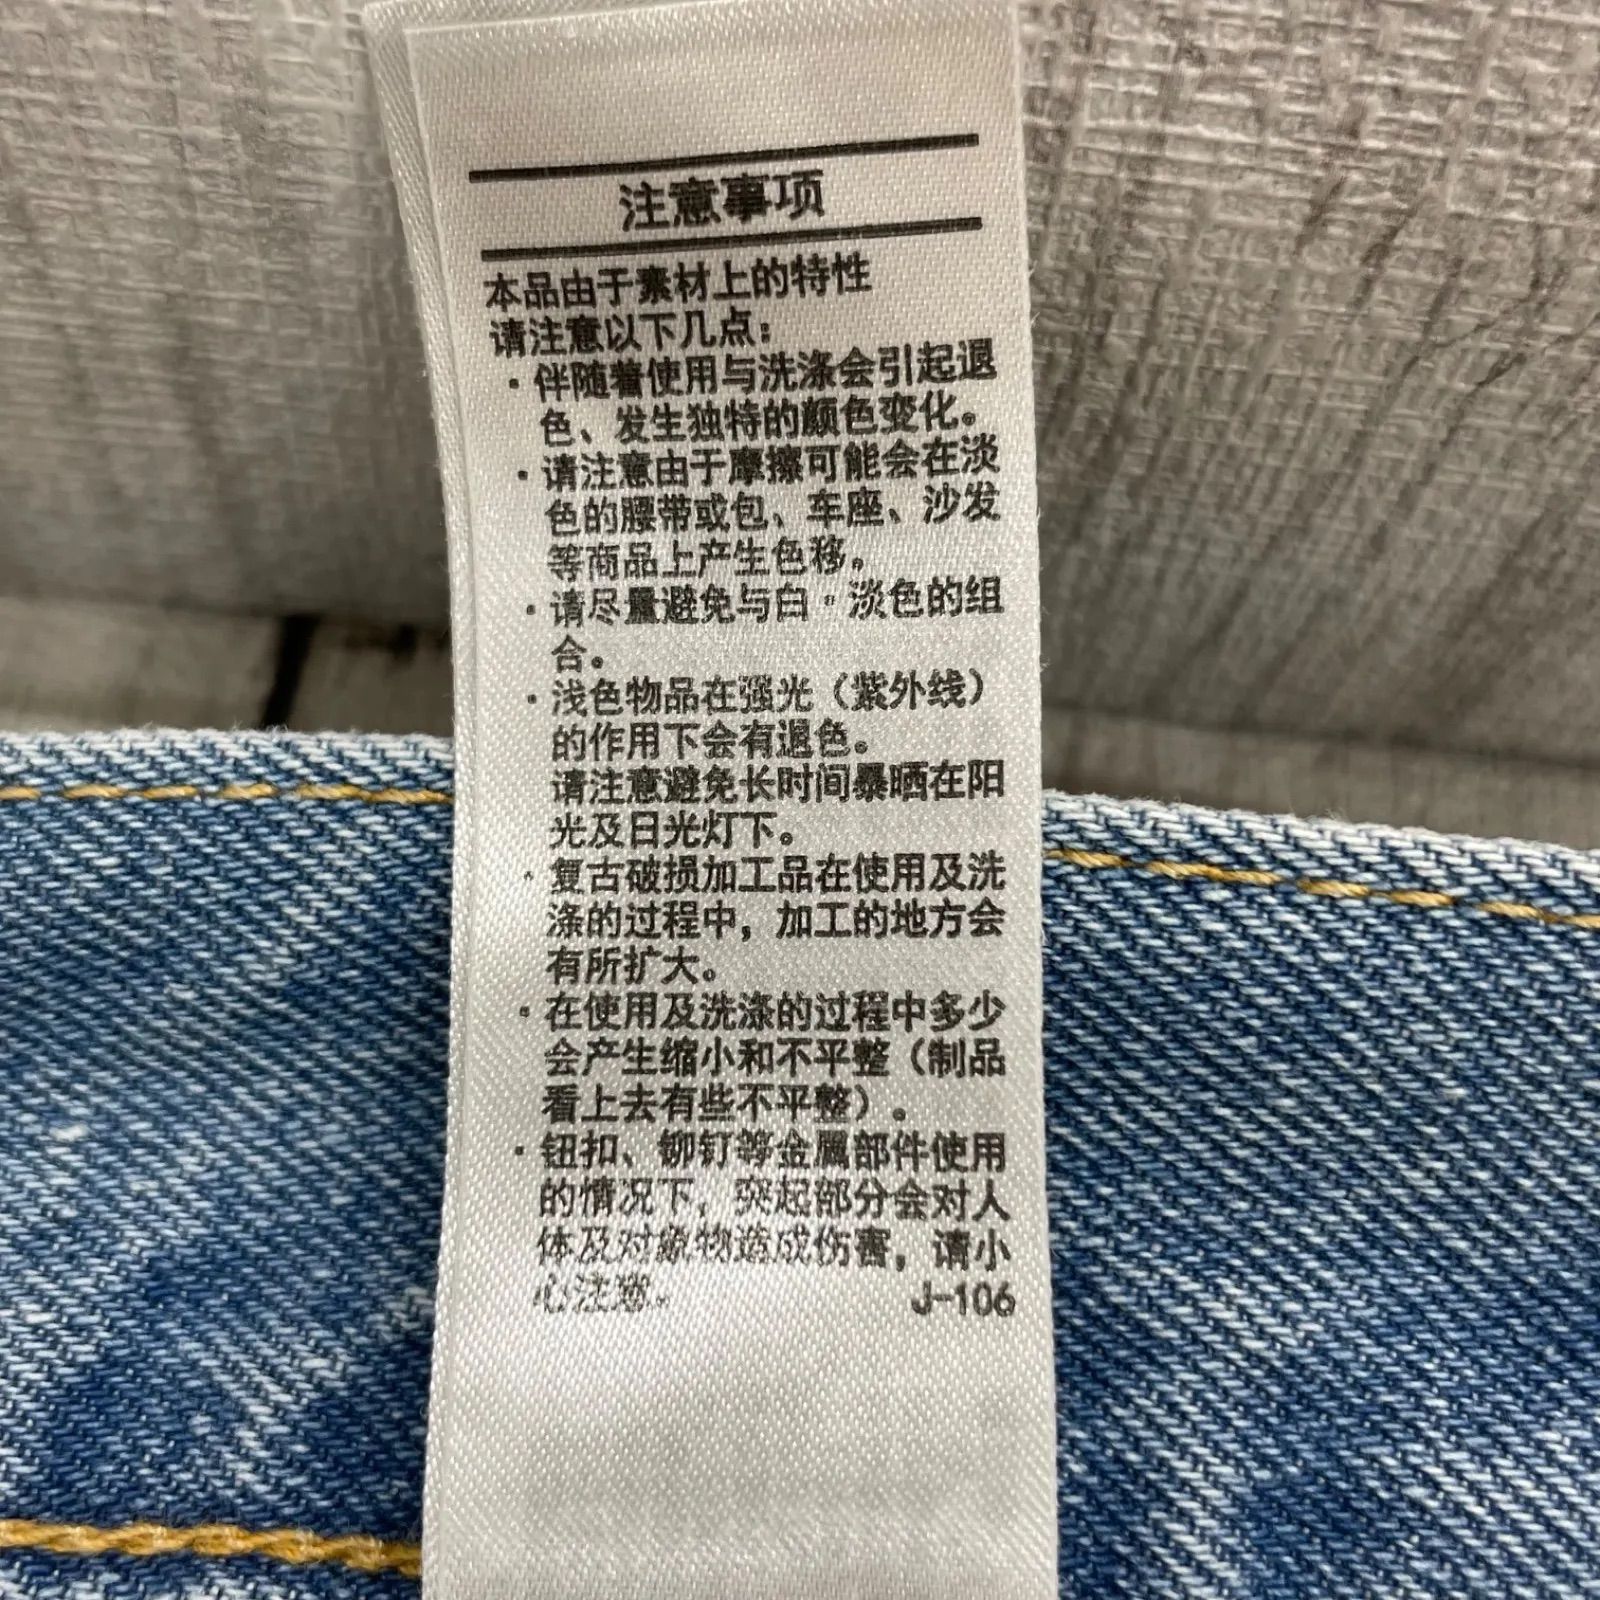 注意事项
本品由于素材上的特性
请注意以下几点：
・伴随着使用与洗涤会引起退
色、发生独特的颜色变化。
・请注意由于摩擦可能会在淡
色的腰带或包、车座、沙发
等商品上产生色移。
・请尽量避免与白・淡色的组
合。
・浅色物品在强光（紫外线）
的作用下会有退色。
请注意避免长时间暴晒在阳
光及日光灯下。
・复古破损加工品在使用及洗
涤的过程中，加工的地方会
有所扩大。
・在使用及洗涤的过程中多少
会产生缩小和不平整（制品
看上去有些不平整）。
・钮扣、铆钉等金属部件使用
的情况下，突起部分会对人
体及对象物造成伤害，请小
心注意。 J-106